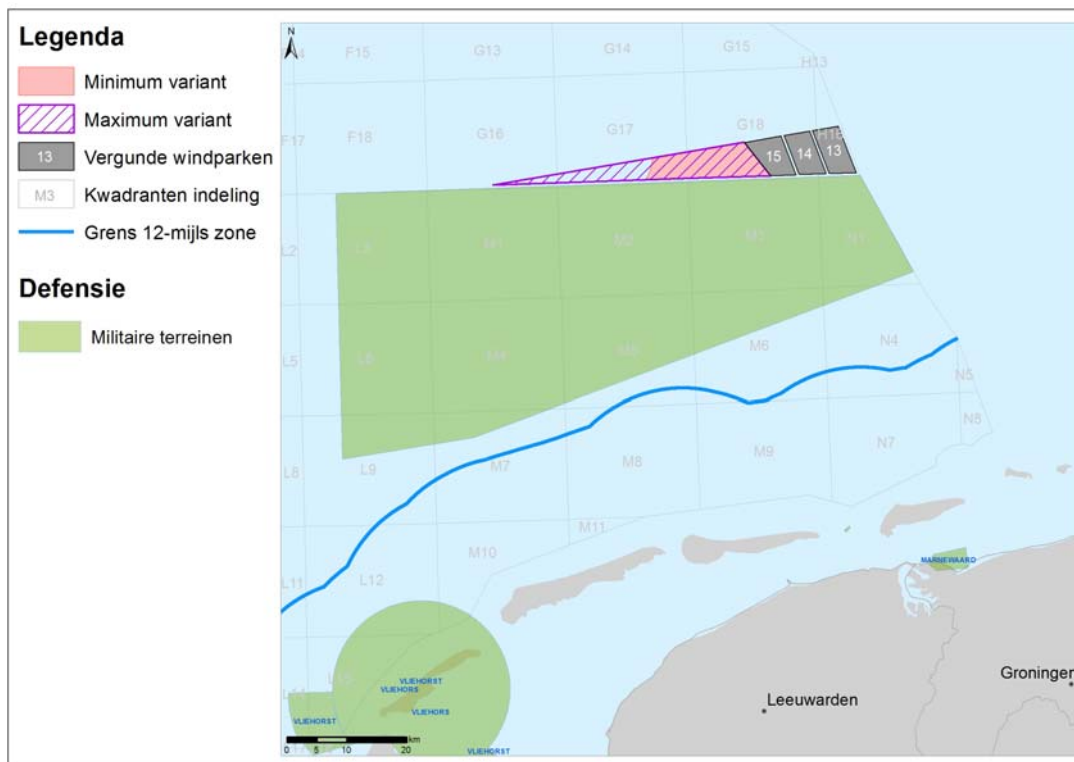 Legenda
Minimum variant
Maximum variant
13 Vergunde windparken
M3 Kwadranten indeling
Grens 12-mijls zone
Defensie
Militaire terreinen
N
F15 G13 G14 G15
H13
F17 F18 G16 G17 G18
15 14 13
L2 L3 M1 M2 M3 N1
L5 L6 M4 M5 M6 N4
N5
L8 L9 M7 M8 M9 N7 N8
M10 M11
L11 L12
MARNEWAARD
VLIEHORST
VLIEHORS
VLIEHORS
VLIEHORST
VLIEHORST
Leeuwarden
Groningen
km
0 5 10 20